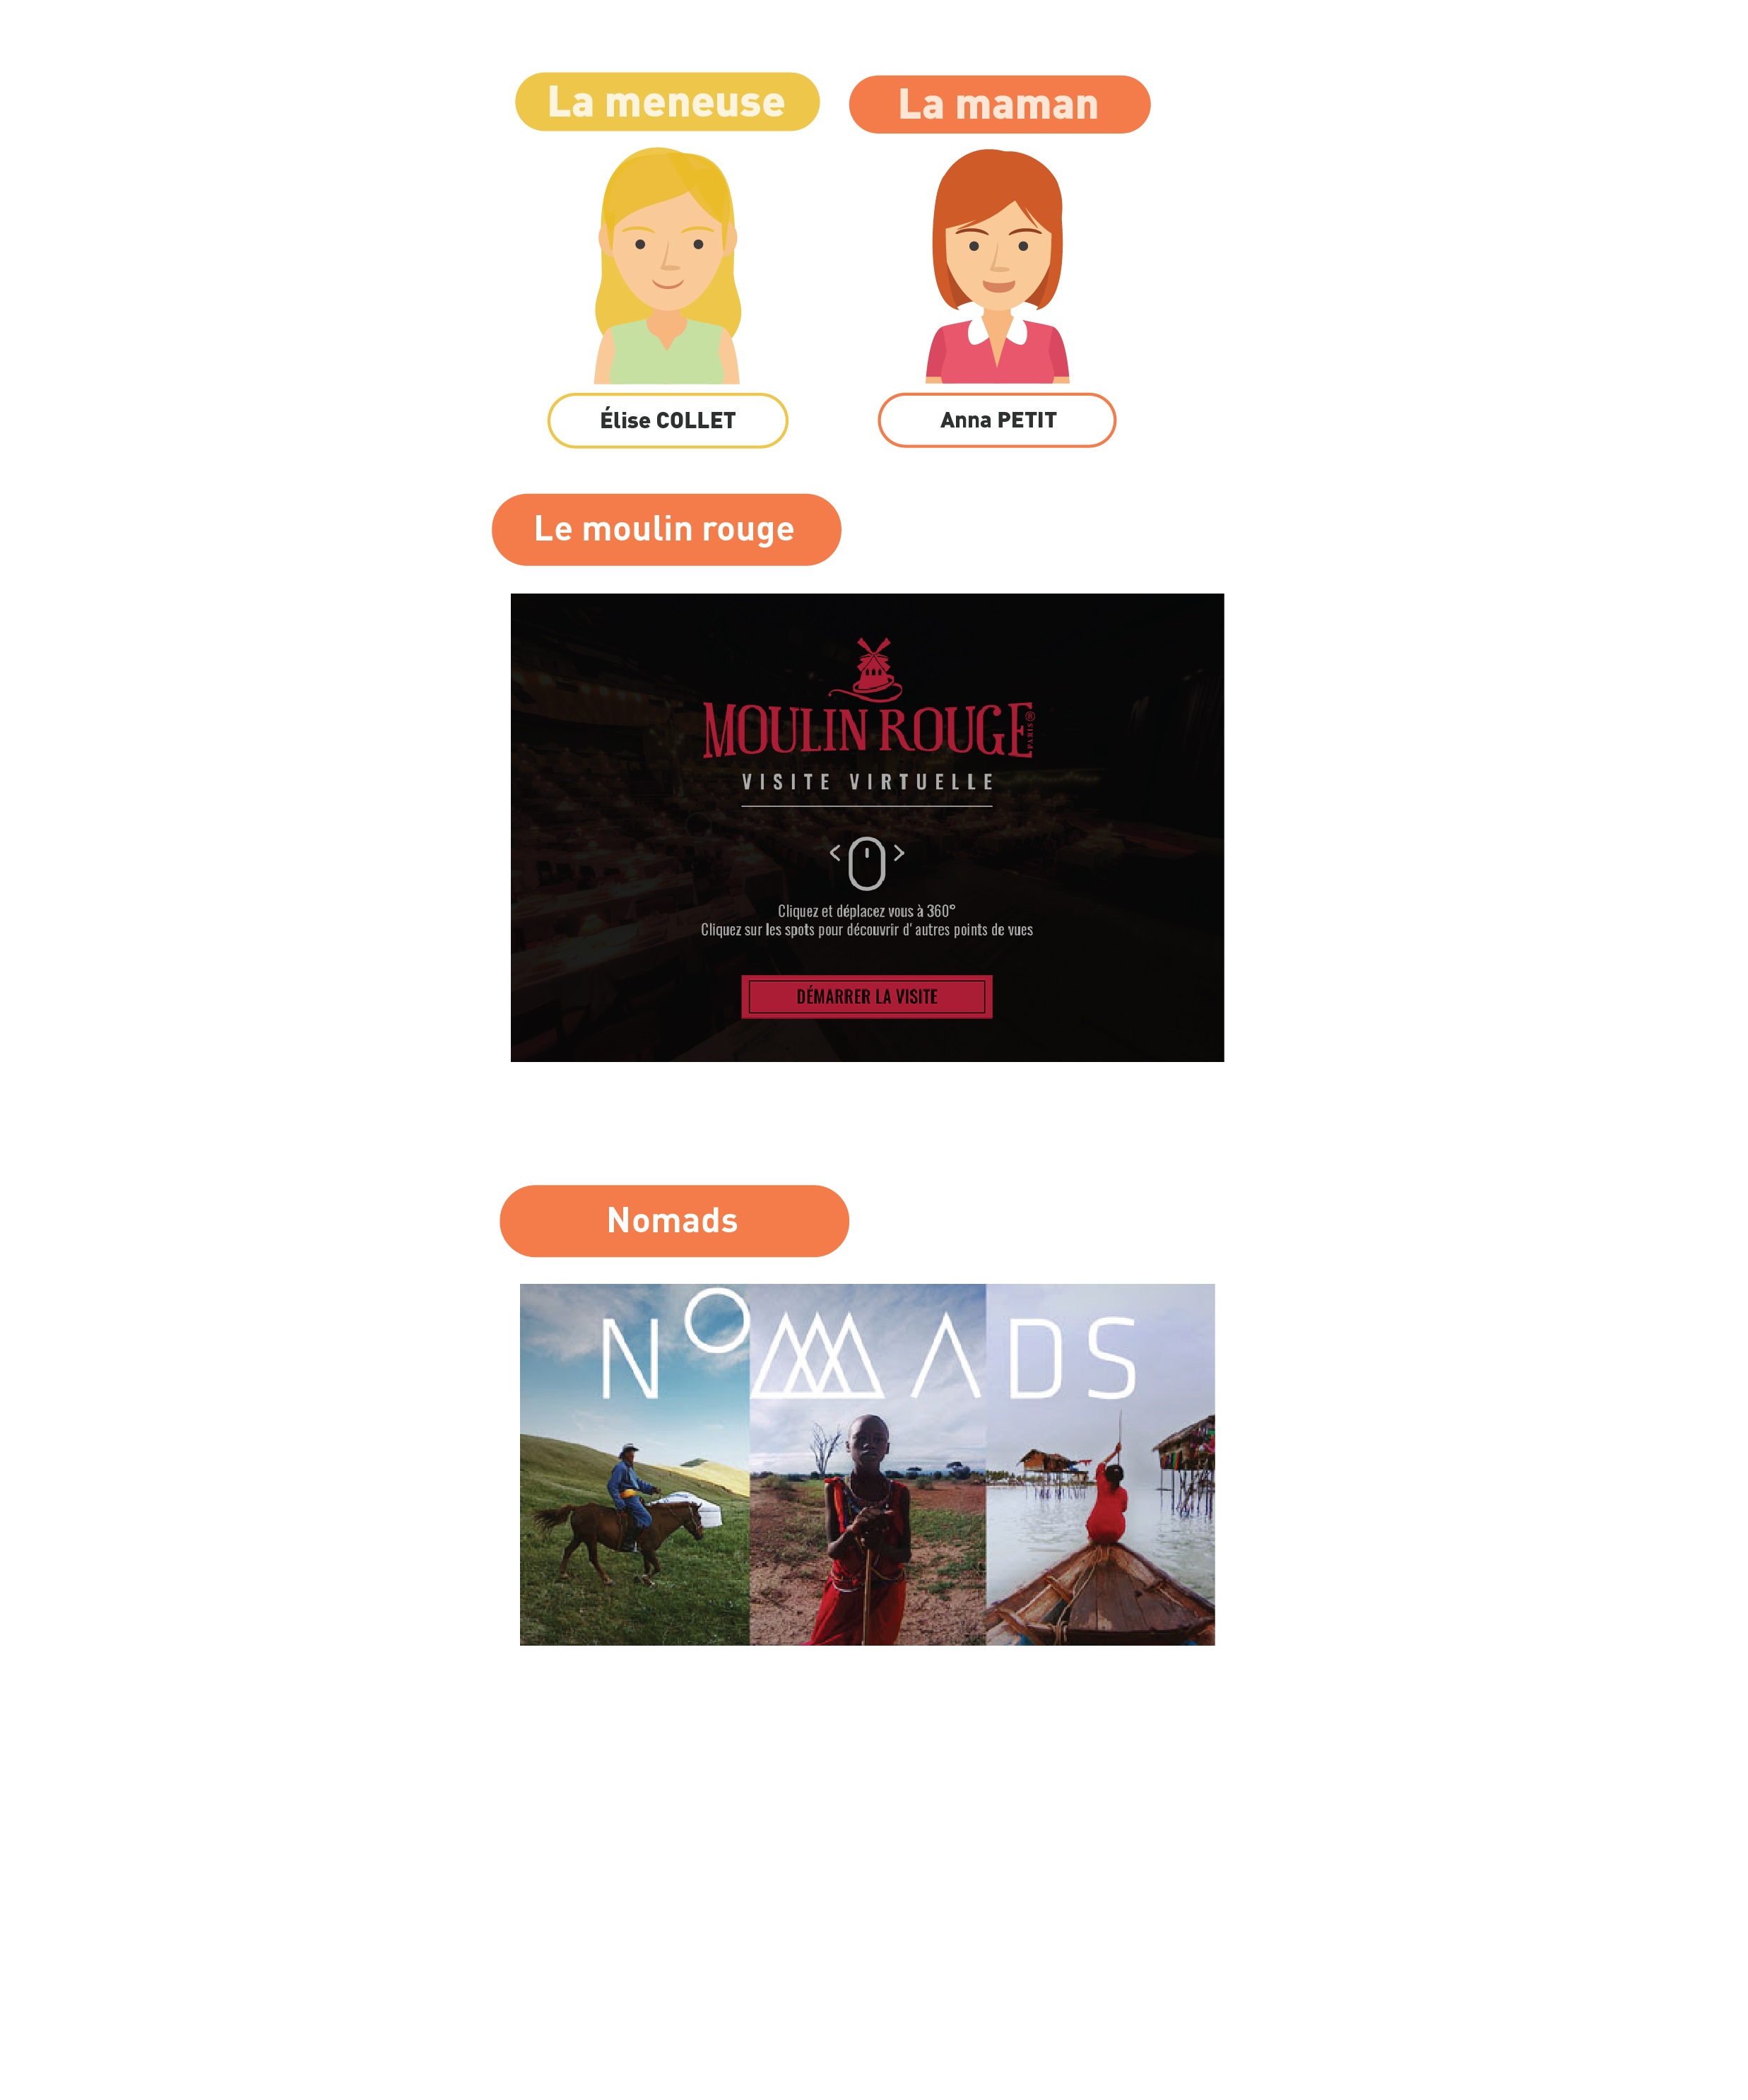 La meneuse
La maman
Élise COLLET
Anna PETIT
Le moulin rouge
MOULIN ROUGE® PARIS
VISITE VIRTUELLE
Cliquez et déplacez vous à 360°
Cliquez sur les spots pour découvrir d' autres points de vues
DÉMARRER LA VISITE
Nomads
NOMADS